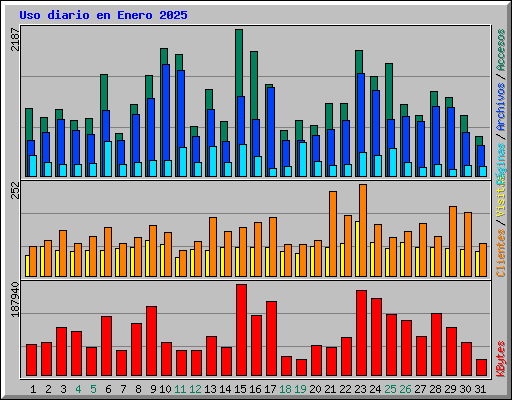 Uso diario en Enero 2025
2187
252
187940
Accesos / Archivos / Páginas
Visitas / Clientes
KBytes
1 2 3 4 5 6 7 8 9 10 11 12 13 14 15 16 17 18 19 20 21 22 23 24 25 26 27 28 29 30 31